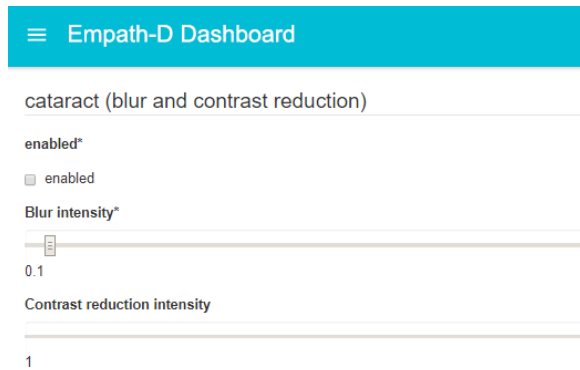 Empath-D Dashboard
cataract (blur and contrast reduction)
enabled*
enabled
Blur intensity*
0.1
Contrast reduction intensity
1